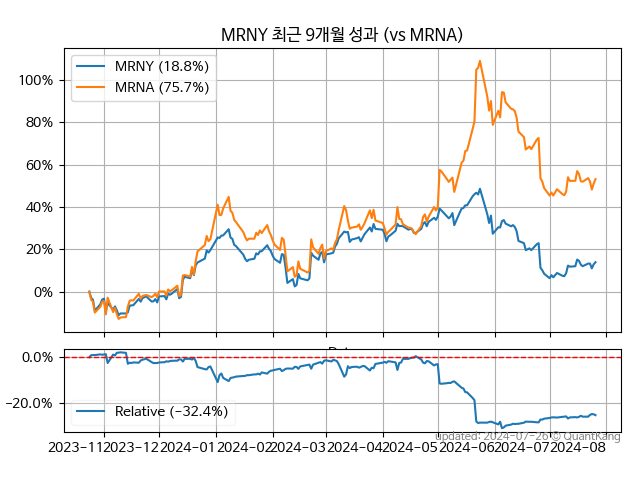 MRNY 최근 9개월 성과 (vs MRNA)
MRNY (18.8%)
MRNA (75.7%)
100%
80%
60%
40%
20%
0%
0.0%
−20.0%
Relative (−32.4%)
updated: 2024-07-26 © QuantKang
2023-11 2023-12 2024-01 2024-02 2024-03 2024-04 2024-05 2024-06 2024-07 2024-08